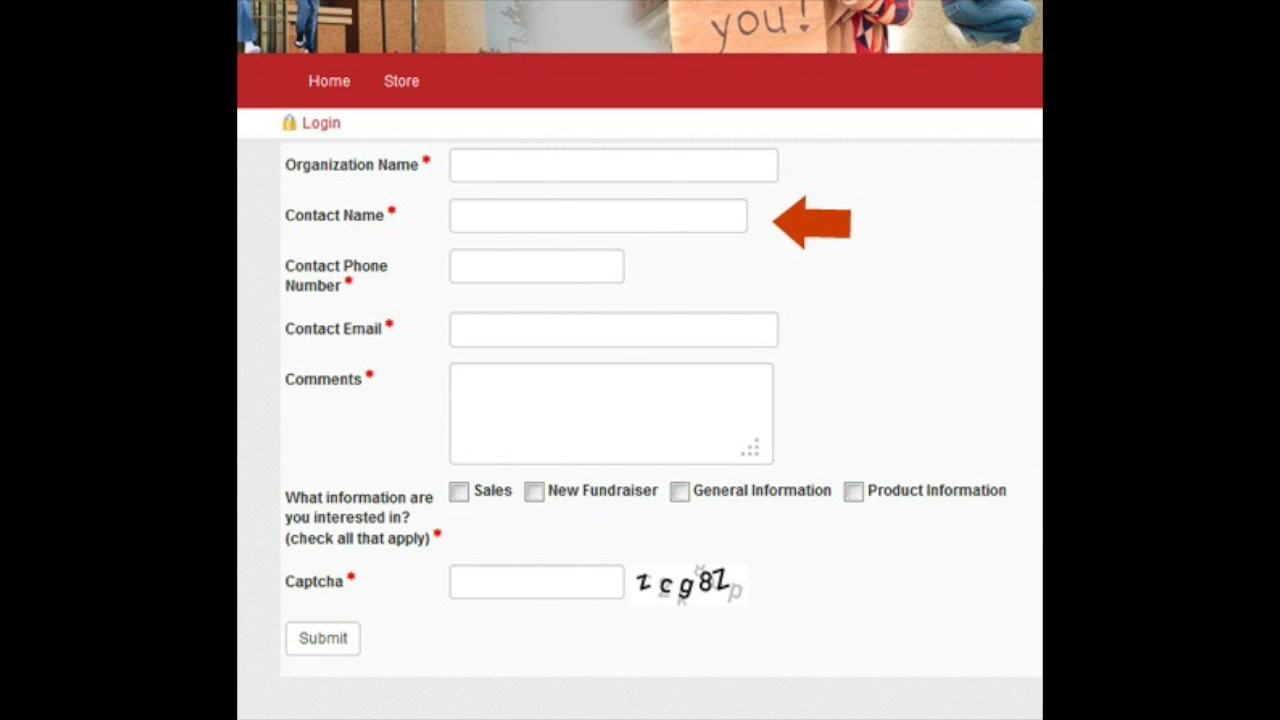 you!
Home Store
Login
Organization Name *
Contact Name *
Contact Phone
Number *
Contact Email *
Comments *
Sales New Fundraiser General Information Product Information
What information are
you interested in?
(check all that apply) *
Captcha * zcg8Z
Submit